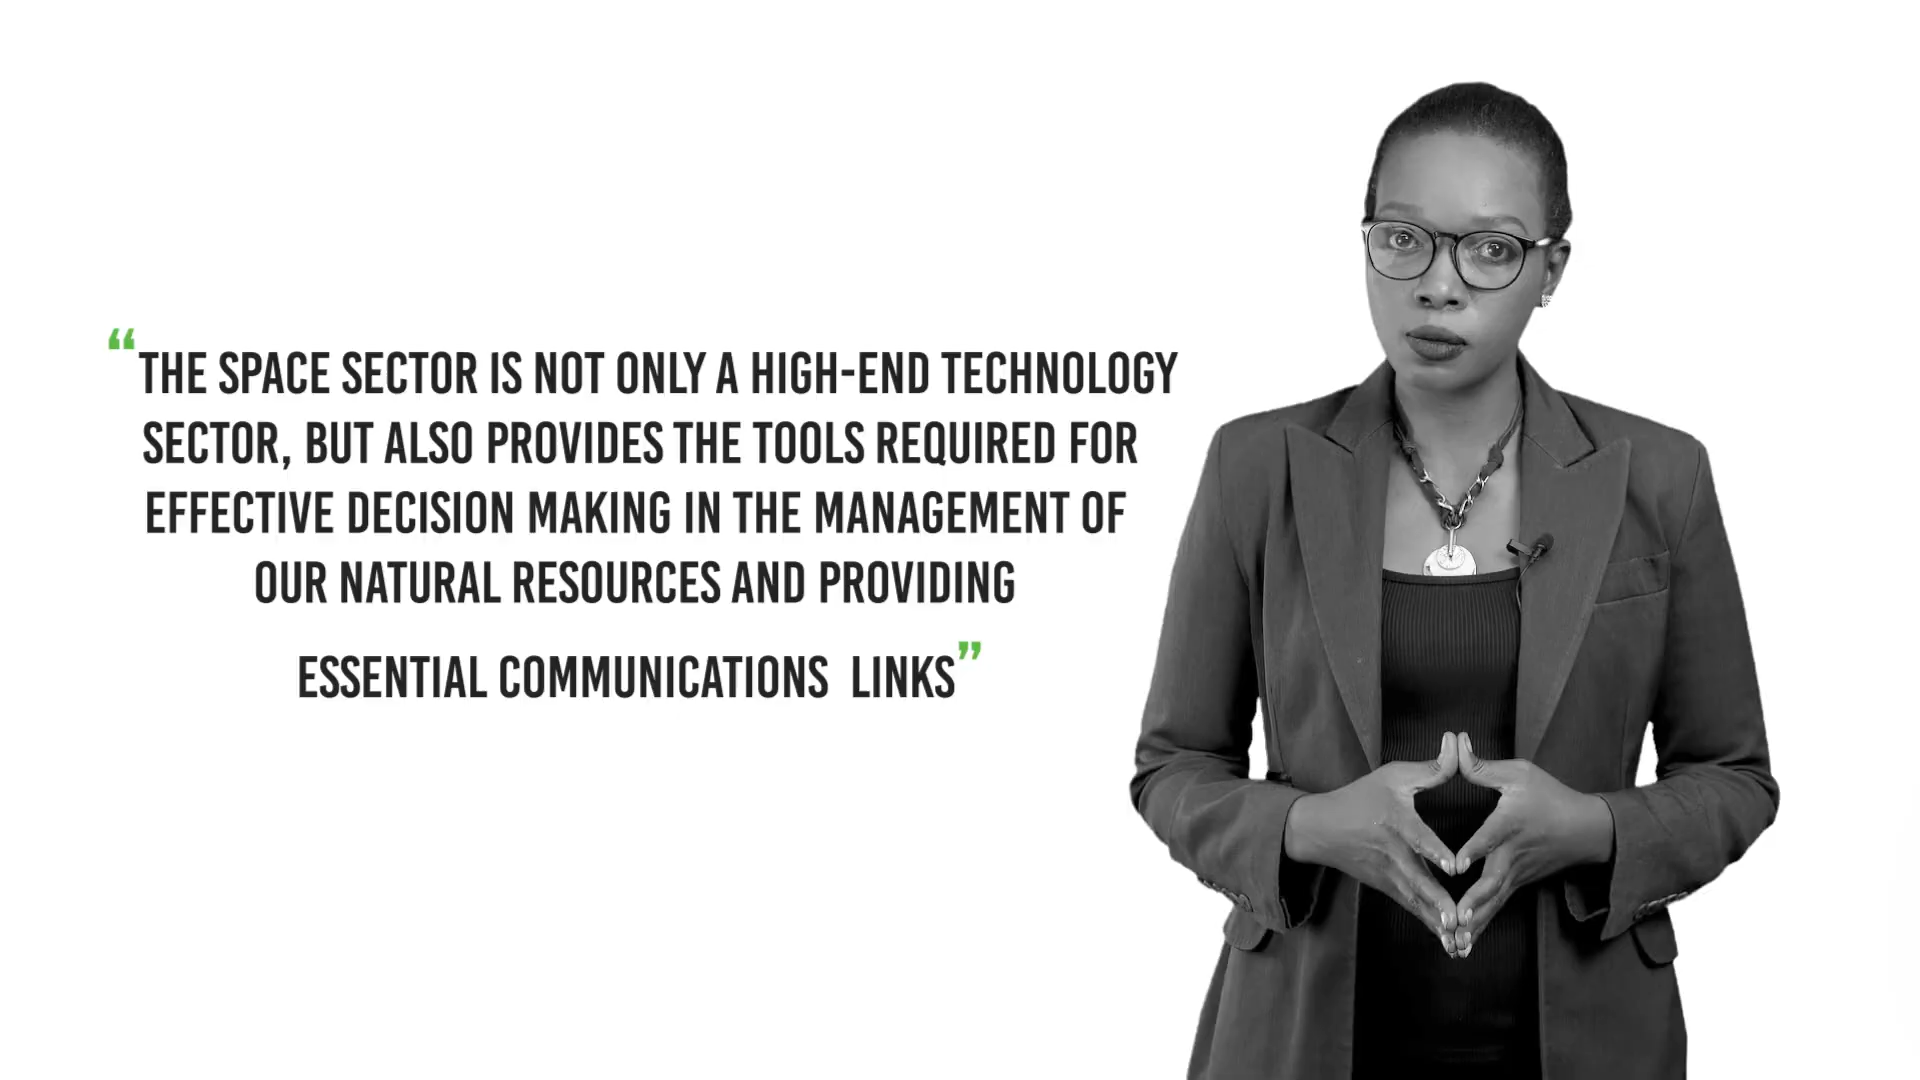 “THE SPACE SECTOR IS NOT ONLY A HIGH-END TECHNOLOGY
SECTOR, BUT ALSO PROVIDES THE TOOLS REQUIRED FOR
EFFECTIVE DECISION MAKING IN THE MANAGEMENT OF
OUR NATURAL RESOURCES AND PROVIDING
ESSENTIAL COMMUNICATIONS  LINKS”